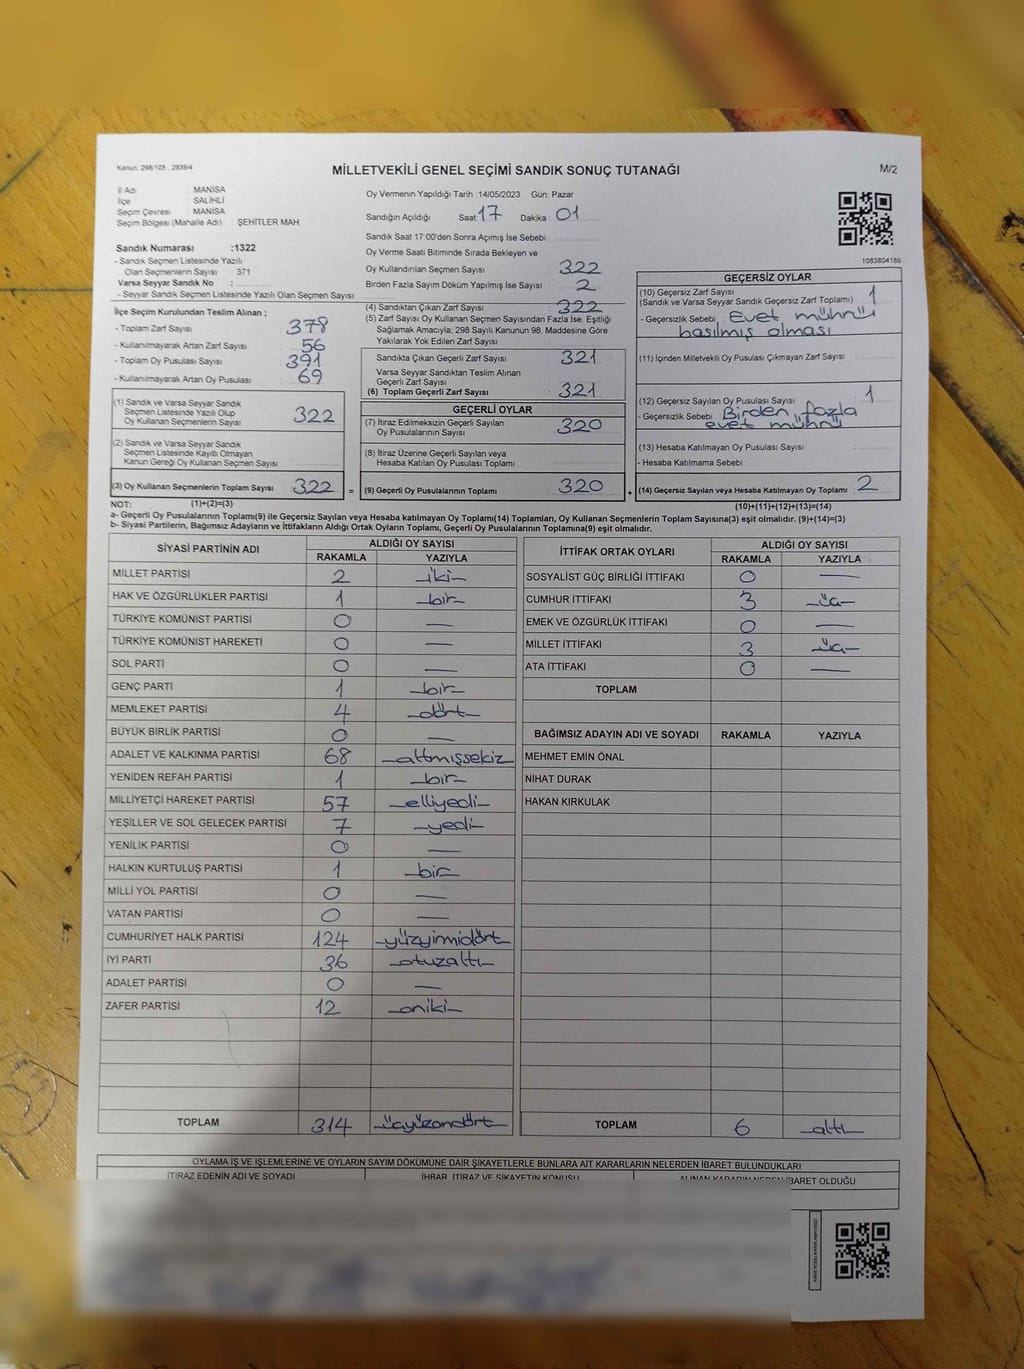 Kanun: 298/105 , 2839/4
MİLLETVEKİLİ GENEL SEÇİMİ SANDIK SONUÇ TUTANAĞI
M/2
İl Adı : MANİSA
İlçe : SALİHLİ
Seçim Çevresi : MANİSA
Seçim Bölgesi (Mahalle Adı) : ŞEHİTLER MAH.
Sandık Numarası :1322
- Sandık Seçmen Listesinde Yazılı
Olan Seçmenlerin Sayısı : 371
Varsa Seyyar Sandık No :
- Seyyar Sandık Seçmen Listesinde Yazılı Olan Seçmen Sayısı
İlçe Seçim Kurulundan Teslim Alınan ;
- Toplam Zarf Sayısı 378
- Kullanılmayarak Artan Zarf Sayısı 56
- Toplam Oy Pusulası Sayısı 391
- Kullanılmayarak Artan Oy Pusulası 69
(1) Sandık ve Varsa Seyyar Sandık
Seçmen Listesinde Yazılı Olup
Oy Kullanan Seçmenlerin Sayısı 322
(2) Sandık ve Varsa Seyyar Sandık
Seçmen Listesinde Kayıtlı Olmayan
Kanun Gereği Oy Kullanan Seçmen Sayısı
(3) Oy Kullanan Seçmenlerin Toplam Sayısı 322 =
Oy Vermenin Yapıldığı Tarih :14/05/2023 Gün: Pazar
Sandığın Açıldığı Saat 17 Dakika : 01
Sandık Saat 17:00'den Sonra Açımış İse Sebebi :
Oy Verme Saati Bitiminde Sırada Bekleyen ve
Oy Kullandırılan Seçmen Sayısı 322
Birden Fazla Sayım Döküm Yapılmış İse Sayısı : 2
(4) Sandıktan Çıkan Zarf Sayısı 322
(5) Zarf Sayısı Oy Kullanan Seçmen Sayısından Fazla İse, Eşitliği
Sağlamak Amacıyla; 298 Sayılı Kanunun 98. Maddesine Göre
Yakılarak Yok Edilen Zarf Sayısı
Sandıkta Çıkan Geçerli Zarf Sayısı 321
Varsa Seyyar Sandıktan Teslim Alınan
Geçerli Zarf Sayısı
(6) Toplam Geçerli Zarf Sayısı 321
GEÇERLİ OYLAR
(7) İtiraz Edilmeksizin Geçerli Sayılan
Oy Pusulalarının Sayısı 320
(8) İtiraz Üzerine Geçerli Sayılan veya
Hesaba Katılan Oy Pusulası Toplamı
(9) Geçerli Oy Pusulalarının Toplamı 320 +
1083804189
GEÇERSİZ OYLAR
(10) Geçersiz Zarf Sayısı
(Sandık ve Varsa Seyyar Sandık Geçersiz Zarf Toplamı) 1
- Geçersizlik Sebebi : Evet mührü
basılmış olması
(11) İçinden Milletvekili Oy Pusulası Çıkmayan Zarf Sayısı
(12) Geçersiz Sayılan Oy Pusulası Sayısı 1
- Geçersizlik Sebebi : Birden fazla
evet mührü
(13) Hesaba Katılmayan Oy Pusulası Sayısı
- Hesaba Katılmama Sebebi
(14) Geçersiz Sayılan veya Hesaba Katılmayan Oy Toplamı 2
NOT: (1)+(2)=(3)
(10)+(11)+(12)+(13)=(14)
a- Geçerli Oy Pusulalarının Toplamı(9) ile Geçersiz Sayılan veya Hesaba katılmayan Oy Toplamı(14) Toplamları, Oy Kullanan Seçmenlerin Toplam Sayısına(3) eşit olmalıdır. (9)+(14)=(3)
b- Siyasi Partilerin, Bağımsız Adayların ve İttifakların Aldığı Ortak Oyların Toplamı, Geçerli Oy Pusulalarının Toplamına(9) eşit olmalıdır.
SİYASİ PARTİNİN ADI ALDIĞI OY SAYISI
RAKAMLA YAZIYLA
MİLLET PARTİSİ 2 –iki–
HAK VE ÖZGÜRLÜKLER PARTİSİ 1 –bir–
TÜRKİYE KOMÜNİST PARTİSİ 0 —
TÜRKİYE KOMÜNİST HAREKETİ 0 —
SOL PARTİ 0 —
GENÇ PARTİ 1 –bir–
MEMLEKET PARTİSİ 4 –dört–
BÜYÜK BİRLİK PARTİSİ 0 —
ADALET VE KALKINMA PARTİSİ 68 –altmışsekiz
YENİDEN REFAH PARTİSİ 1 –bir–
MİLLİYETÇİ HAREKET PARTİSİ 57 –elliyedi–
YEŞİLLER VE SOL GELECEK PARTİSİ 7 –yedi–
YENİLİK PARTİSİ 0 —
HALKIN KURTULUŞ PARTİSİ 1 –bir–
MİLLİ YOL PARTİSİ 0 —
VATAN PARTİSİ 0 —
CUMHURİYET HALK PARTİSİ 124 –yüzyirmidört–
İYİ PARTİ 36 –otuzaltı–
ADALET PARTİSİ 0 —
ZAFER PARTİSİ 12 –oniki–
TOPLAM 314 –üçyüzondört–
İTTİFAK ORTAK OYLARI ALDIĞI OY SAYISI
RAKAMLA YAZIYLA
SOSYALİST GÜÇ BİRLİĞİ İTTİFAKI 0 —
CUMHUR İTTİFAKI 3 –üç–
EMEK VE ÖZGÜRLÜK İTTİFAKI 0 —
MİLLET İTTİFAKI 3 –üç–
ATA İTTİFAKI 0 —
TOPLAM
BAĞIMSIZ ADAYIN ADI VE SOYADI RAKAMLA YAZIYLA
MEHMET EMİN ÖNAL
NİHAT DURAK
HAKAN KIRKULAK
TOPLAM 6 –altı–
OYLAMA İŞ VE İŞLEMLERİNE VE OYLARIN SAYIM DÖKÜMÜNE DAİR ŞİKAYETLERLE BUNLARA AİT KARARLARIN NELERDEN İBARET BULUNDUKLARI
İTİRAZ EDENİN ADI VE SOYADI İHBAR, İTİRAZ VE ŞİKAYETİN KONUSU ALINAN KARARIN NEDEN İBARET OLDUĞU